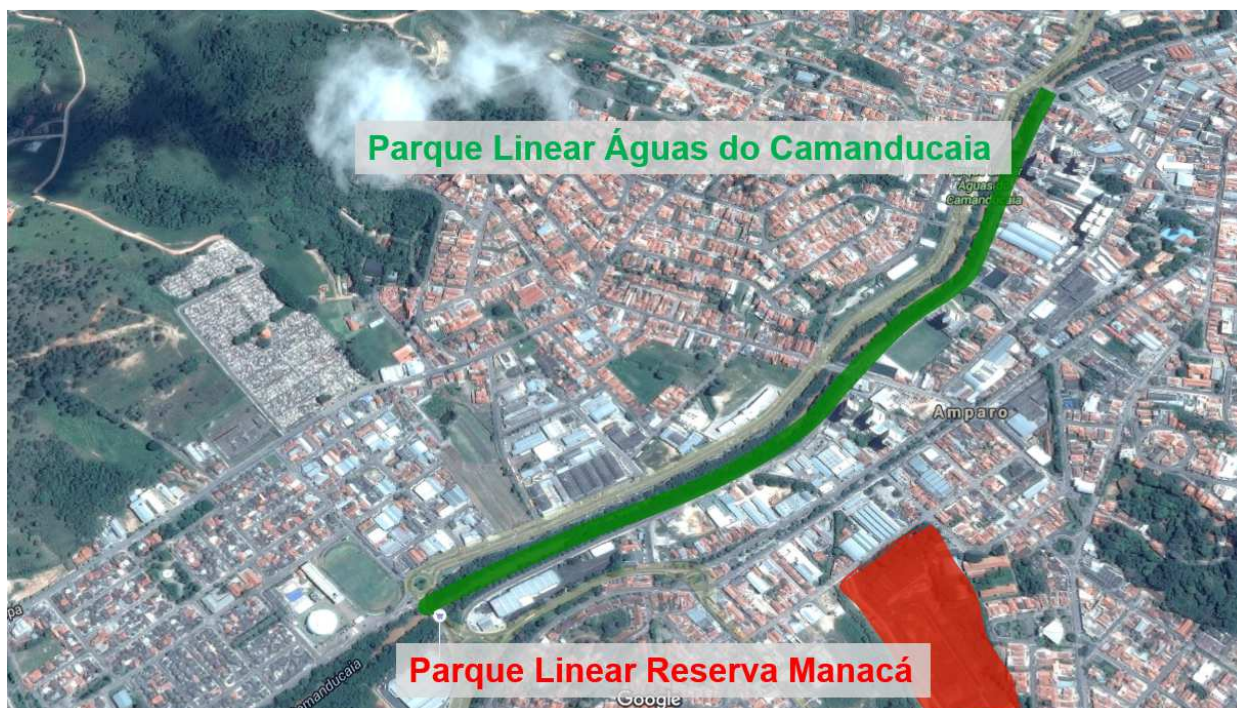 Parque Linear Águas do Camanducaia
Águas do
Camanducaia
Amparo
Parque Linear Reserva Manacá
Google